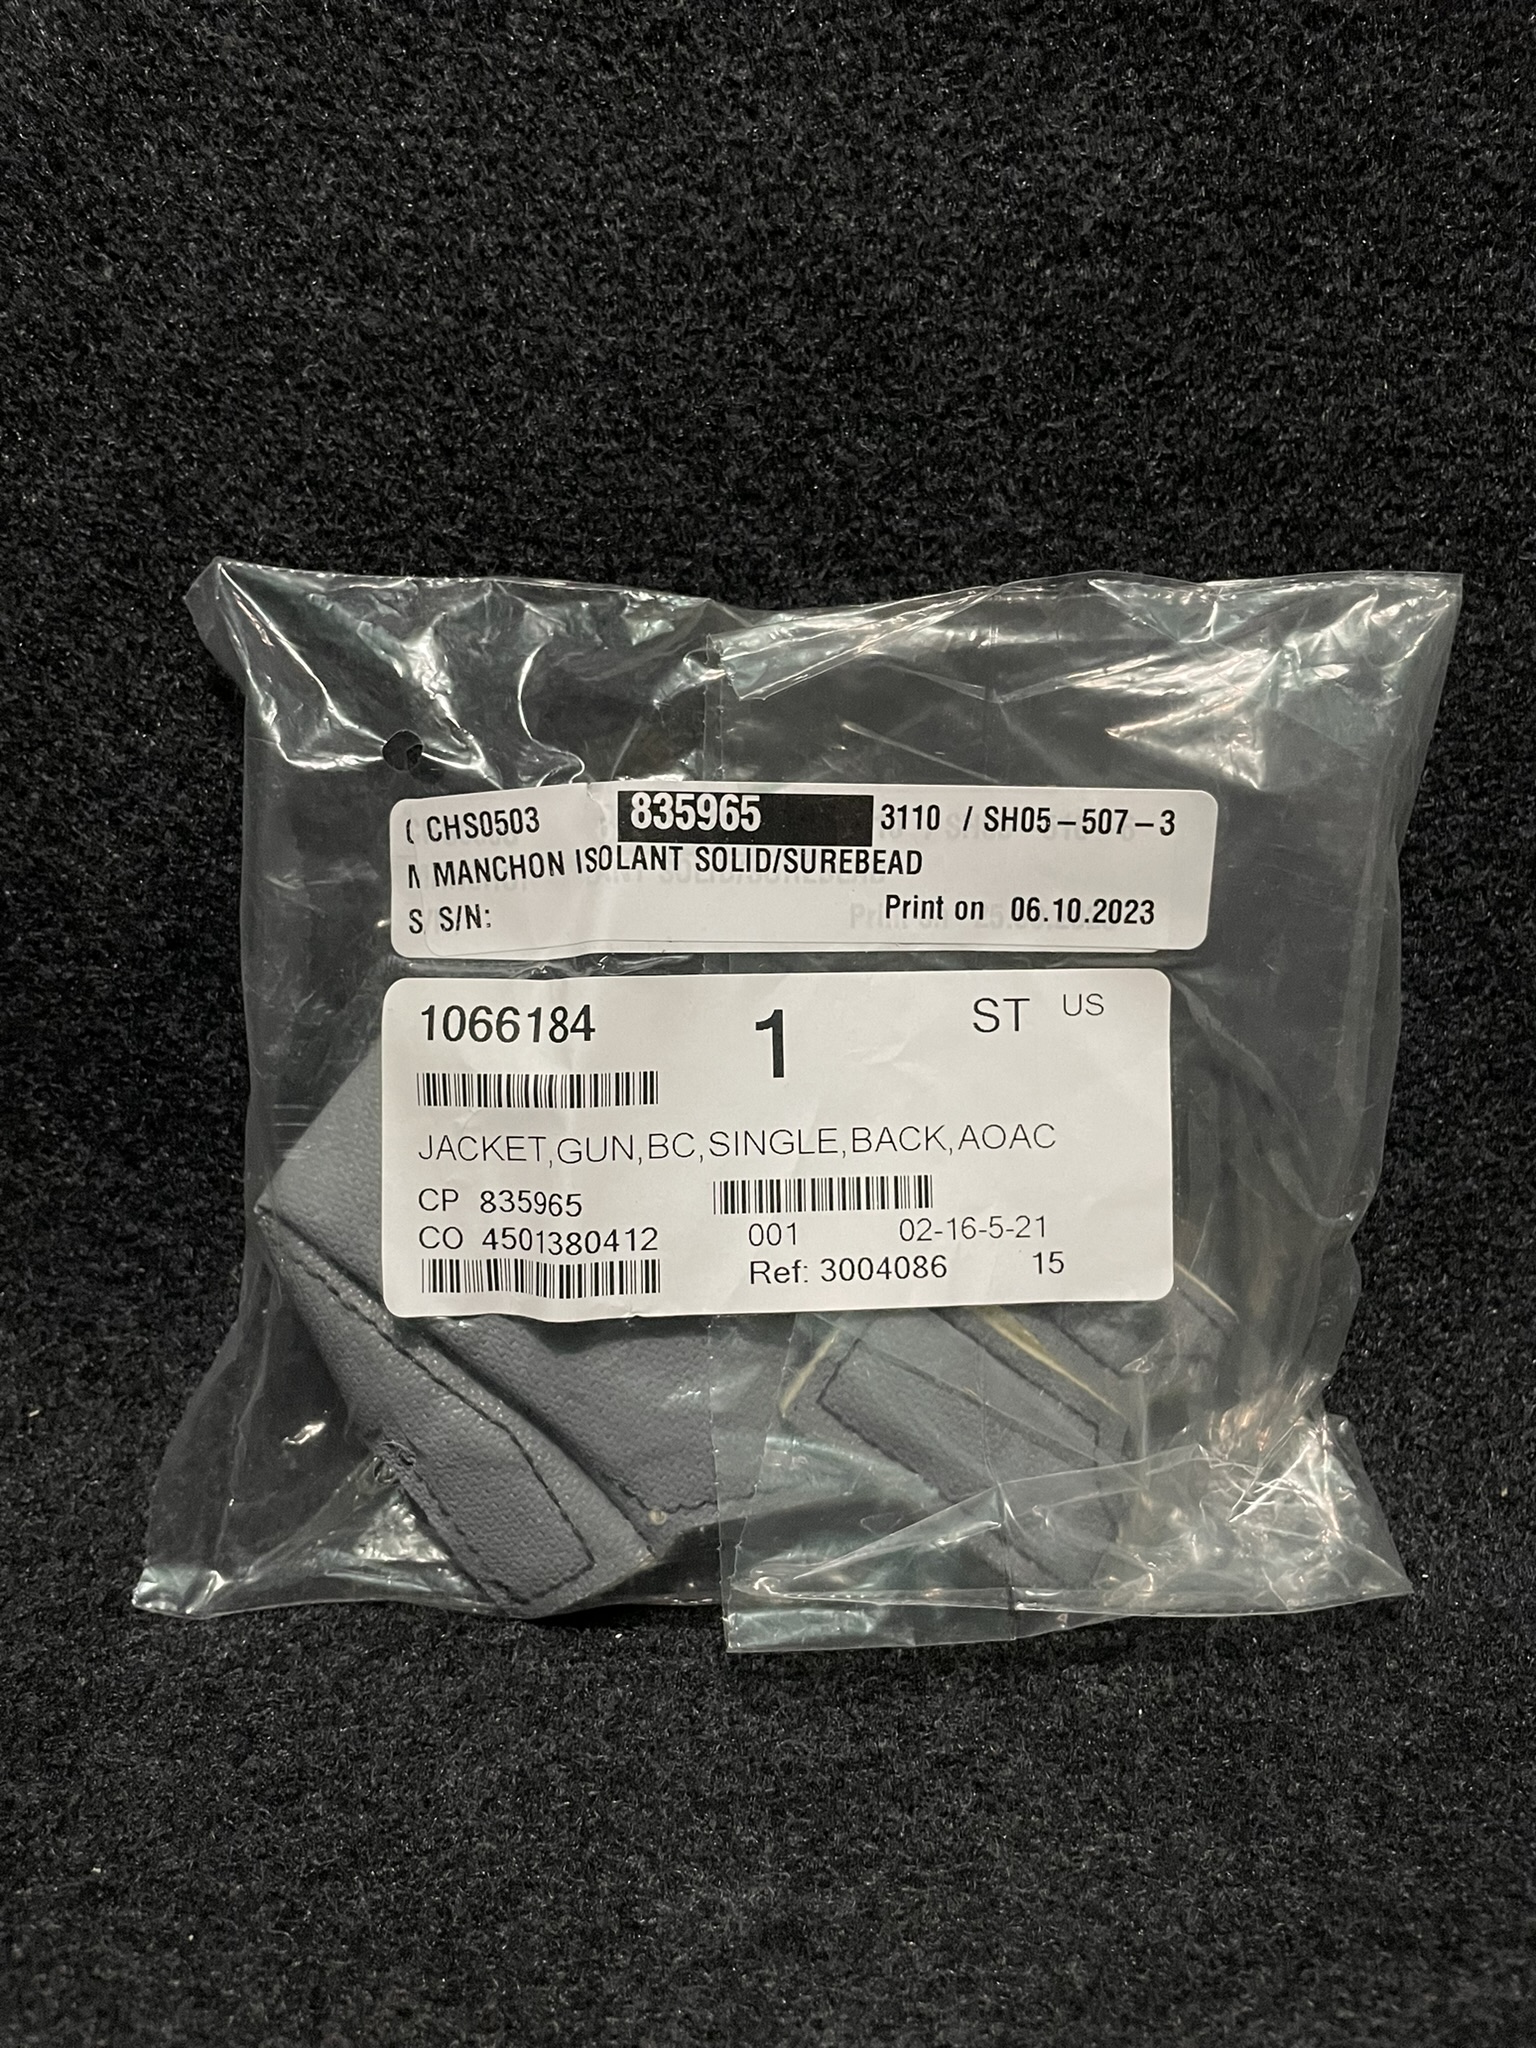 CHS0503 835965 3110 / SH05-507-3
MANCHON ISOLANT SOLID/SUREBEAD
S/N: Print on 06.10.2023
1066184 1 ST US
JACKET,GUN,BC,SINGLE,BACK,AOAC
CP 835965
CO 4501380412 001 02-16-5-21
Ref: 3004086 15